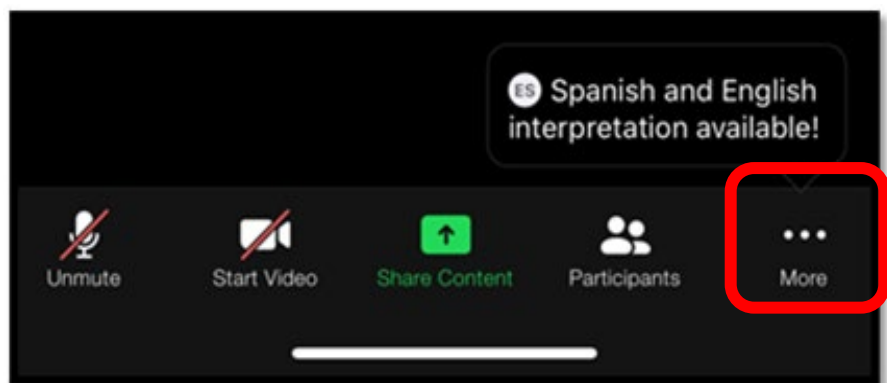 ES Spanish and English
interpretation available!
Unmute
Start Video
Share Content
Participants
More